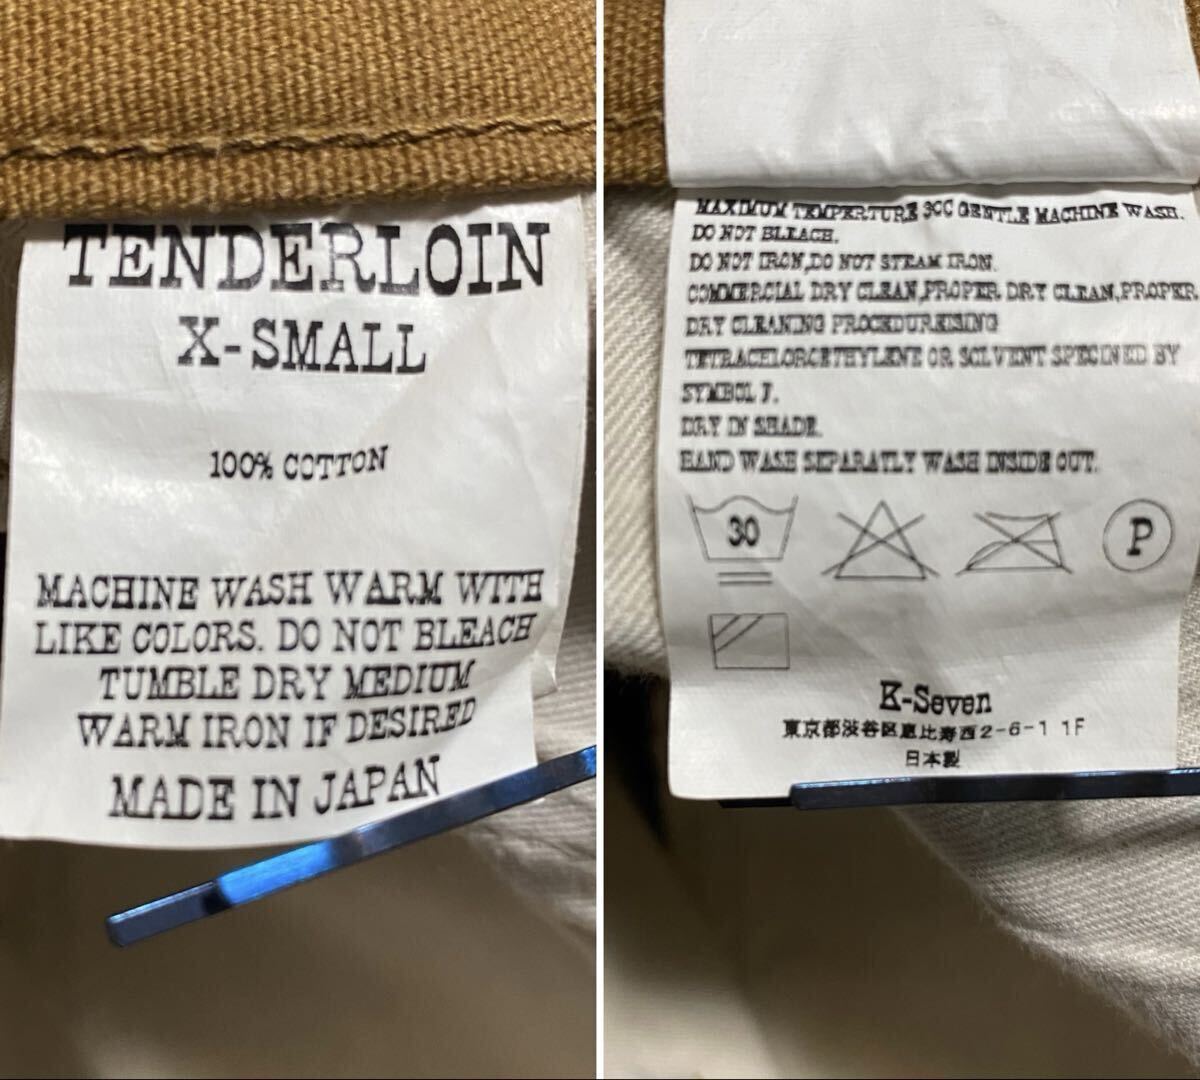 TENDERLOIN
X-SMALL
100% COTTON
MACHINE WASH WARM WITH
LIKE COLORS. DO NOT BLEACH
TUMBLE DRY MEDIUM
WARM IRON IF DESIRED
MADE IN JAPAN
MAXIMUM TEMPERTURE 30C GENTLE MACHINE WASH.
DO NOT BLEACH.
DO NOT IRON,DO NOT STEAM IRON.
COMMERCIAL DRY CLEAN,PROPER DRY CLEAN,PROPER
DRY CLEANING PROCEDUREISING
TETRACHLOROETHYLENE OR SOLVENT SPECINED BY
SYMBOL F.
DRY IN SHADE.
HAND WASH SEPARATLY WASH INSIDE OUT.
30
P
K-Seven
東京都渋谷区恵比寿西2-6-1 1F
日本製